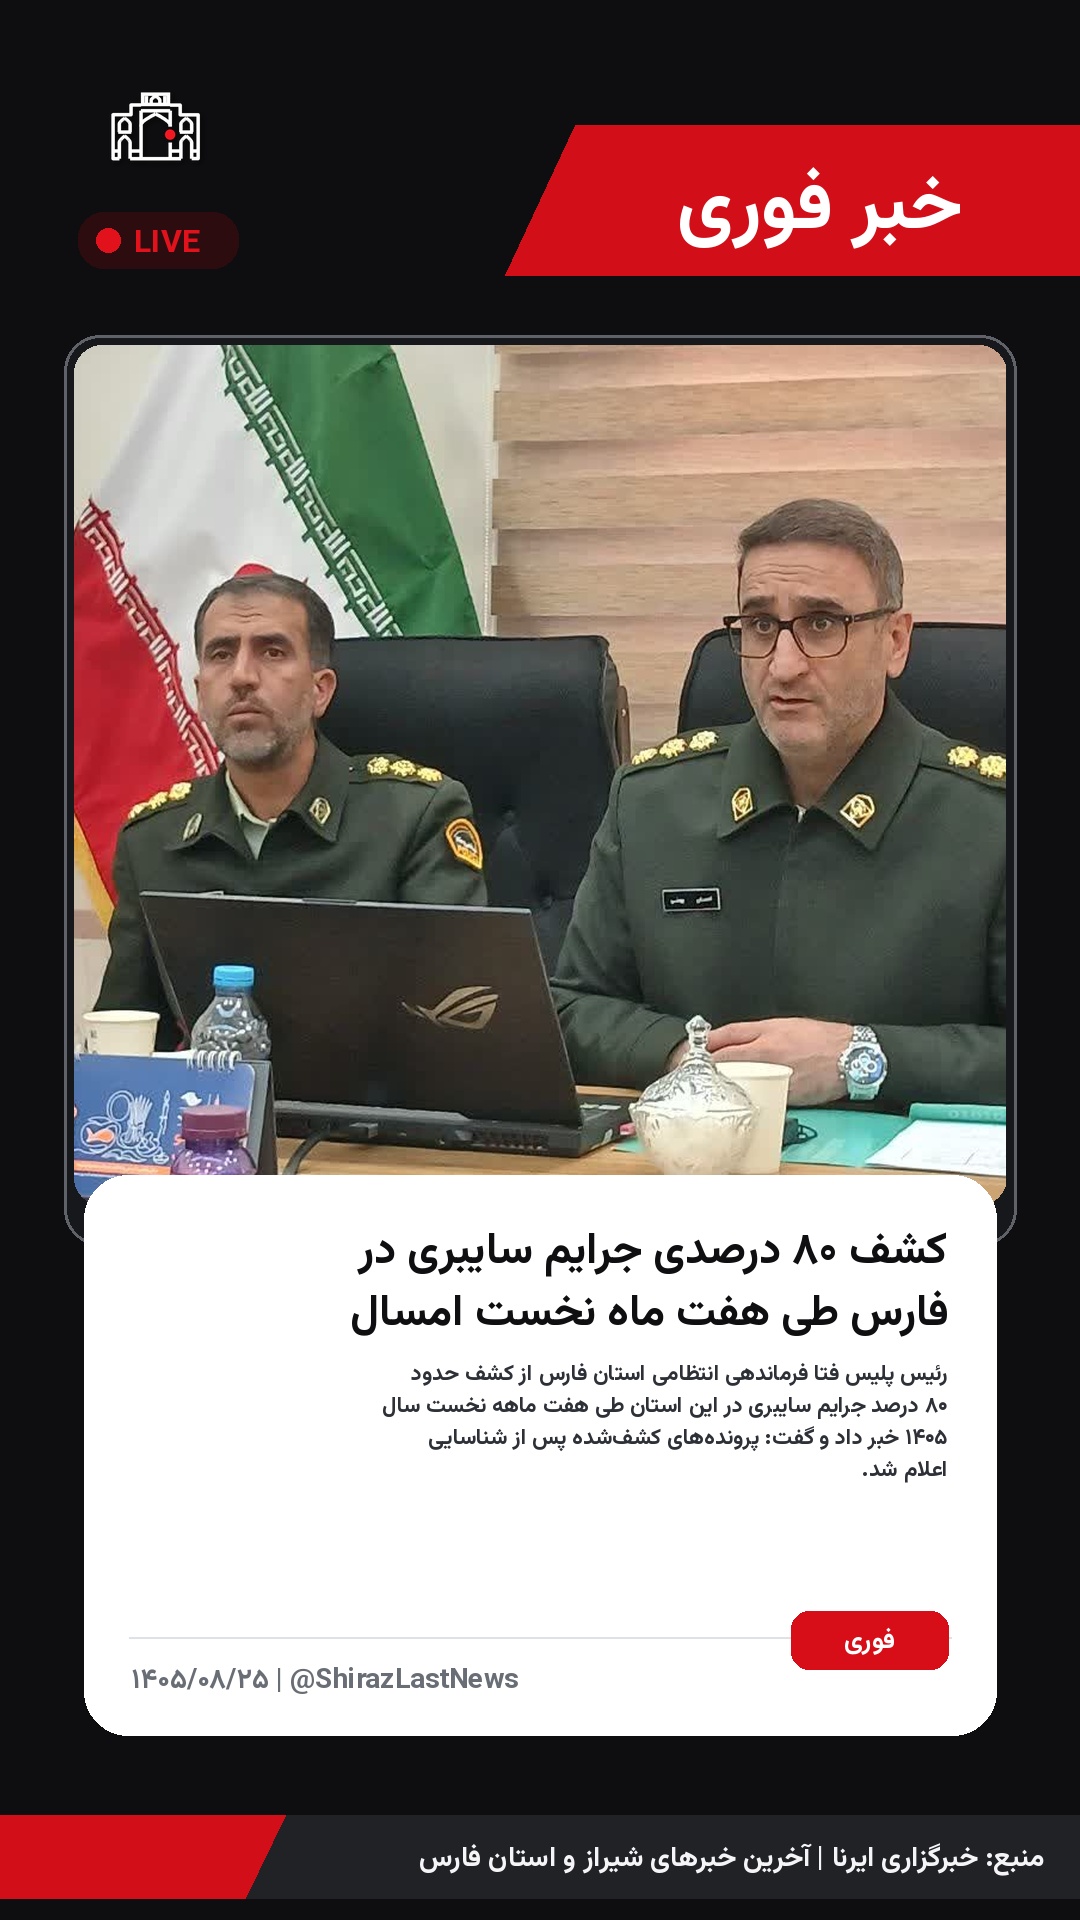 خبر فوری
LIVE
کشف ۸۰ درصدی جرایم سایبری در
فارس طی هفت ماه نخست امسال
رئیس پلیس فتا فرماندهی انتظامی استان فارس از کشف حدود
۸۰ درصد جرایم سایبری در این استان طی هفت ماهه نخست سال
۱۴۰۵ خبر داد و گفت: پرونده‌های کشف‌شده پس از شناسایی
اعلام شد.
فوری
۱۴۰۵/۰۸/۲۵ | @ShirazLastNews
منبع: خبرگزاری ایرنا | آخرین خبرهای شیراز و استان فارس